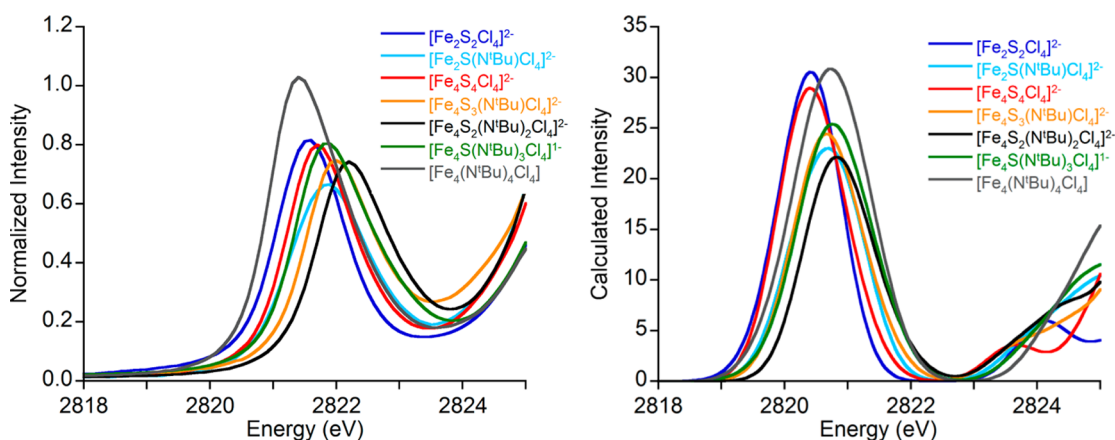 1.2
1.0
0.8
0.6
0.4
0.2
0.0
Normalized Intensity
2818
2820
2822
2824
Energy (eV)
[Fe₂S₂Cl₄]²⁻
[Fe₂S(NᵗBu)Cl₄]²⁻
[Fe₄S₄Cl₄]²⁻
[Fe₄S₃(NᵗBu)Cl₄]²⁻
[Fe₄S₂(NᵗBu)₂Cl₄]²⁻
[Fe₄S(NᵗBu)₃Cl₄]¹⁻
[Fe₄(NᵗBu)₄Cl₄]
35
30
25
20
15
10
5
0
Calculated Intensity
2818
2820
2822
2824
Energy (eV)
[Fe₂S₂Cl₄]²⁻
[Fe₂S(NᵗBu)Cl₄]²⁻
[Fe₄S₄Cl₄]²⁻
[Fe₄S₃(NᵗBu)Cl₄]²⁻
[Fe₄S₂(NᵗBu)₂Cl₄]²⁻
[Fe₄S(NᵗBu)₃Cl₄]¹⁻
[Fe₄(NᵗBu)₄Cl₄]